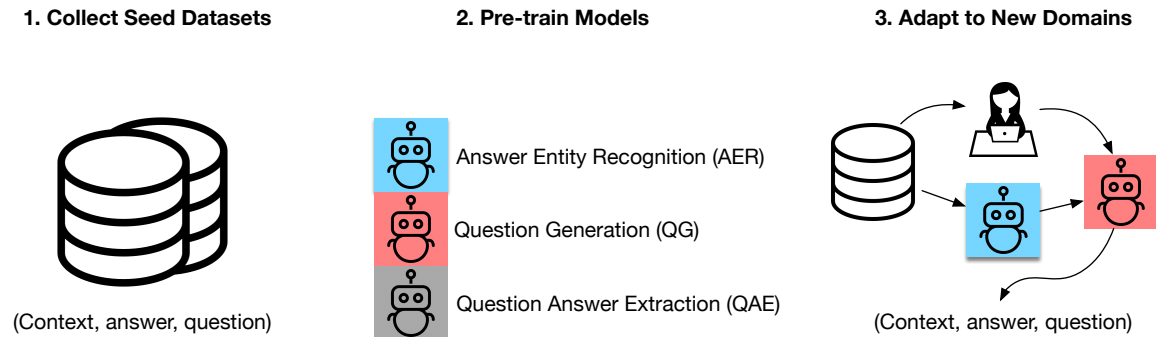 1. Collect Seed Datasets
2. Pre-train Models
3. Adapt to New Domains
Answer Entity Recognition (AER)
Question Generation (QG)
Question Answer Extraction (QAE)
(Context, answer, question)
(Context, answer, question)